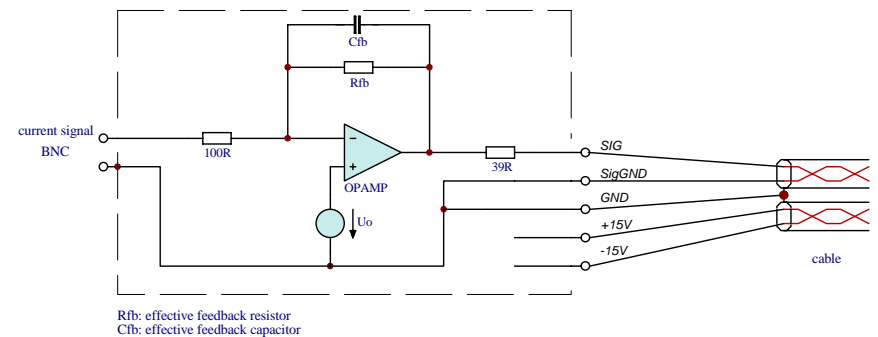 Cfb
Rfb
current signal
BNC
100R
−
+
OPAMP
39R
Uo
SIG
SigGND
GND
+15V
-15V
cable
Rfb: effective feedback resistor
Cfb: effective feedback capacitor